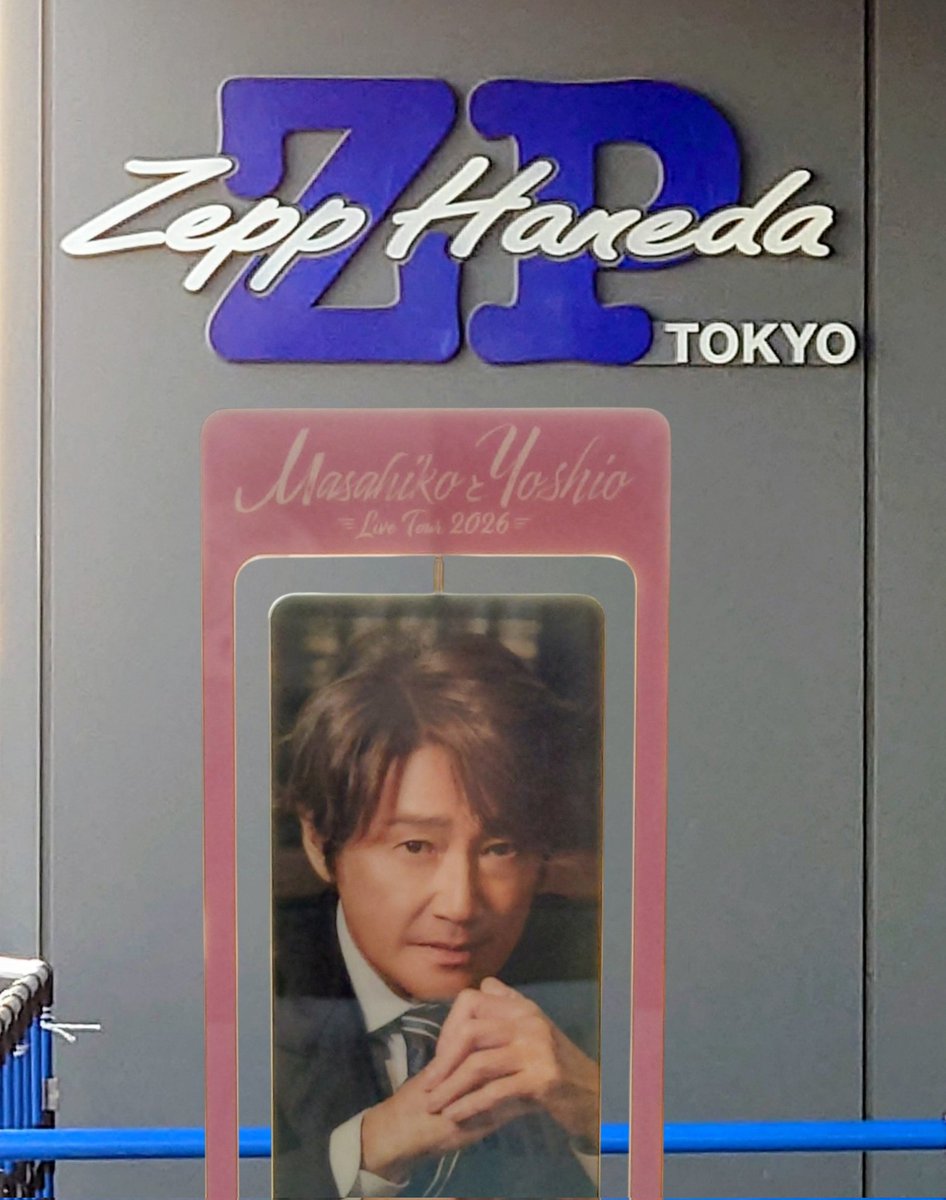 ZP
Zepp Haneda
TOKYO
Masahiko と Yoshio
Live Tour 2026